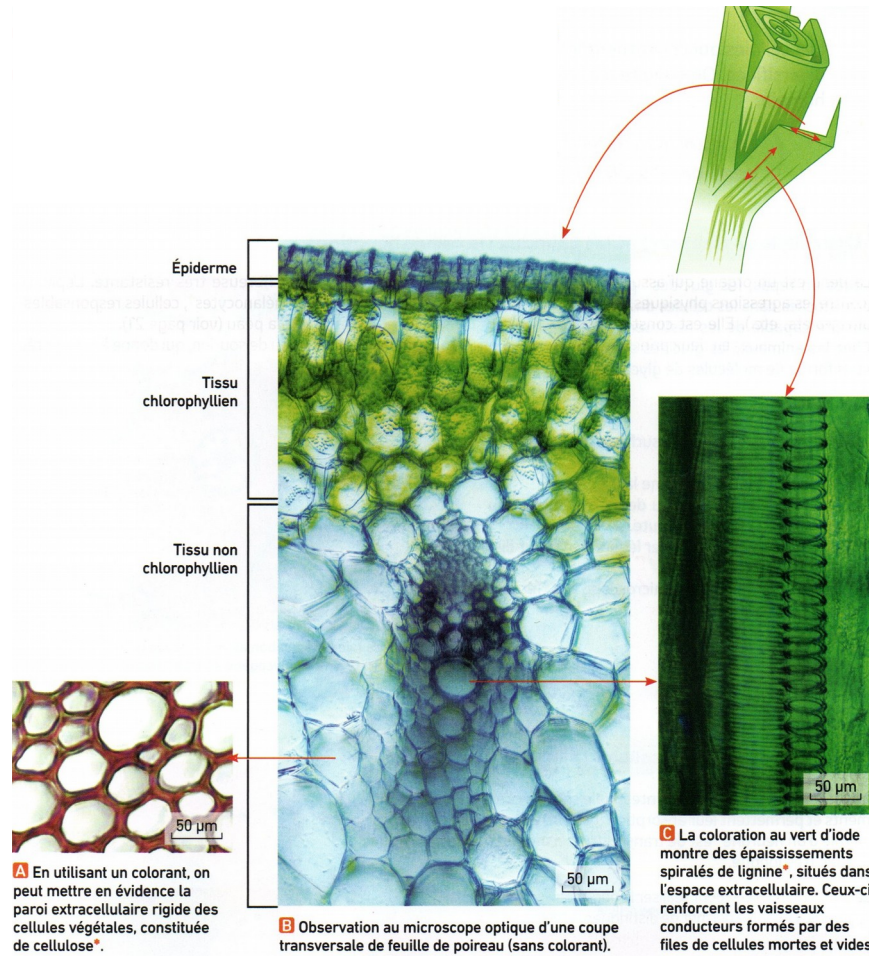 Épiderme
Tissu
chlorophyllien
Tissu non
chlorophyllien
50 µm
50 µm
50 µm
A En utilisant un colorant, on
peut mettre en évidence la
paroi extracellulaire rigide des
cellules végétales, constituée
de cellulose*.
B Observation au microscope optique d'une coupe
transversale de feuille de poireau (sans colorant).
C La coloration au vert d'iode
montre des épaississements
spiralés de lignine*, situés dans
l'espace extracellulaire. Ceux-ci
renforcent les vaisseaux
conducteurs formés par des
files de cellules mortes et vides